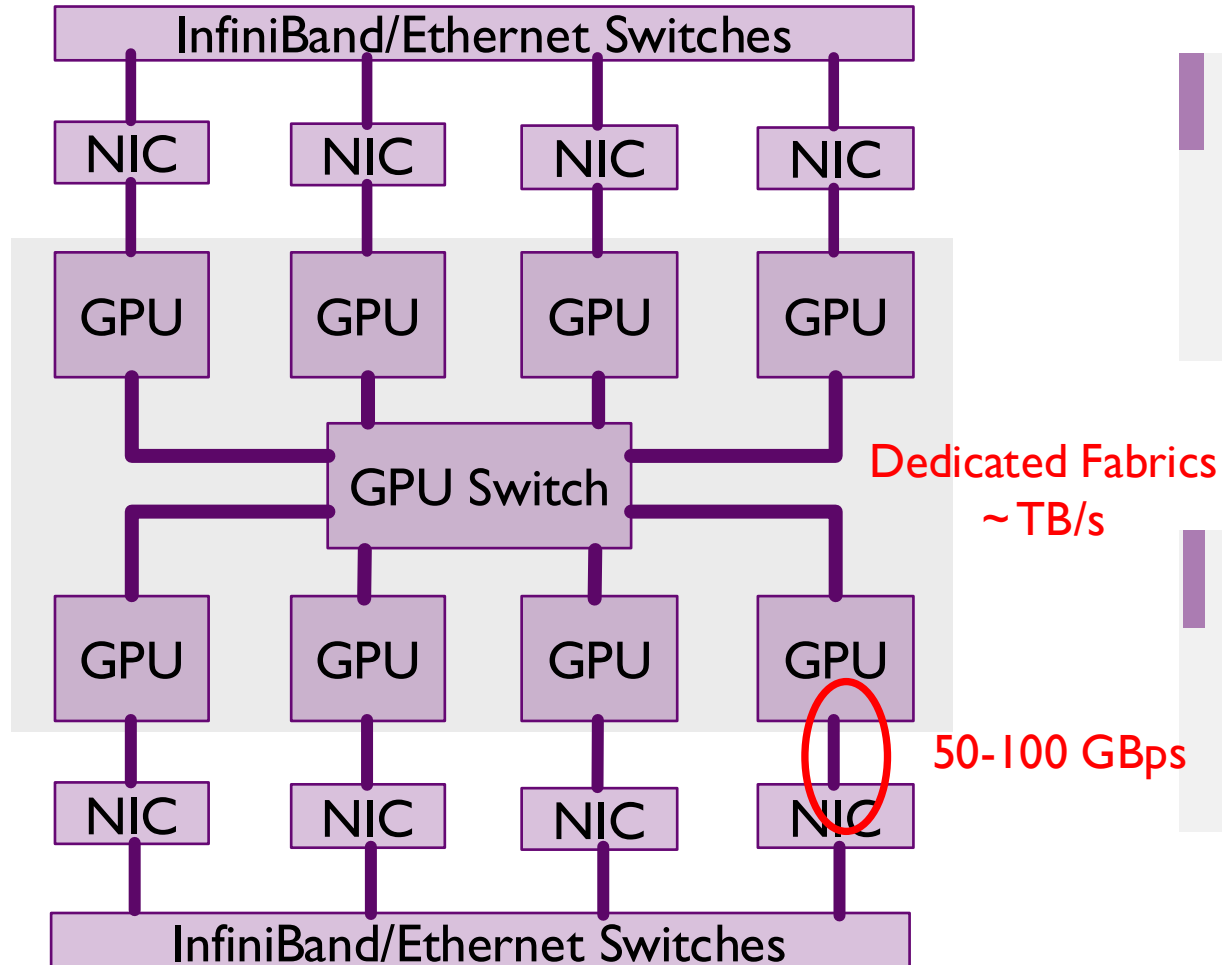 InfiniBand/Ethernet Switches
NIC
NIC
NIC
NIC
GPU
GPU
GPU
GPU
GPU Switch
Dedicated Fabrics
~ TB/s
GPU
GPU
GPU
GPU
50-100 GBps
NIC
NIC
NIC
NIC
InfiniBand/Ethernet Switches